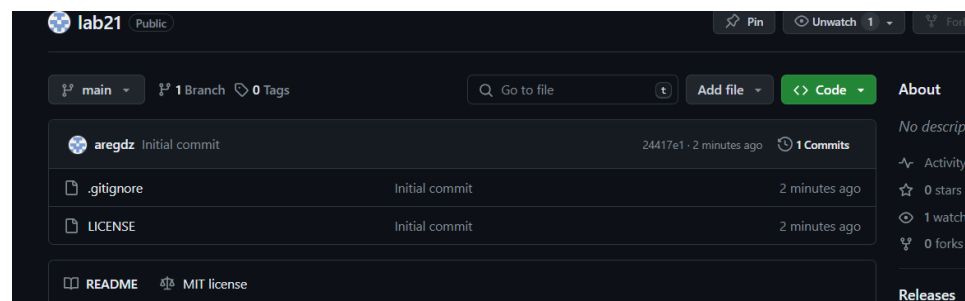 lab21 Public Pin Unwatch 1 For
main 1 Branch 0 Tags Go to file t Add file Code About
No descrip
aregdz Initial commit 24417e1 · 2 minutes ago 1 Commits
Activity
.gitignore Initial commit 2 minutes ago
0 stars
1 watch
LICENSE Initial commit 2 minutes ago
0 forks
README MIT license
Releases